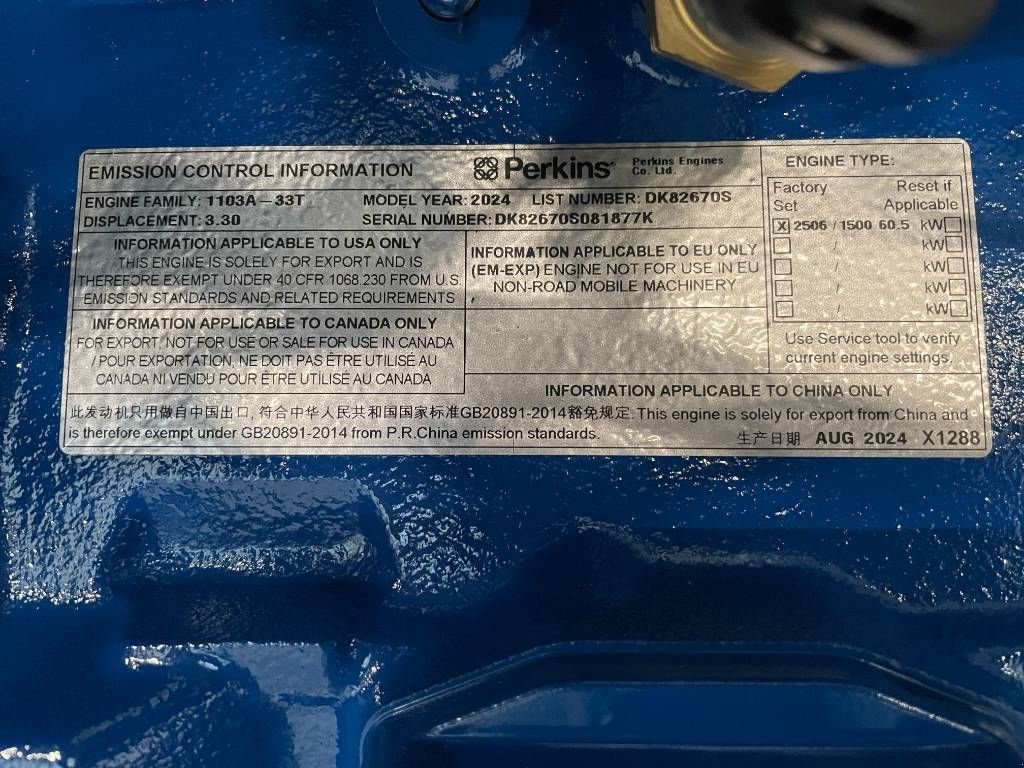 EMISSION CONTROL INFORMATION
Perkins
Perkins Engines
Co. Ltd.
ENGINE FAMILY: 1103A-33T MODEL YEAR: 2024 LIST NUMBER: DK82670S
DISPLACEMENT: 3.30 SERIAL NUMBER: DK82670S081877K
INFORMATION APPLICABLE TO USA ONLY
THIS ENGINE IS SOLELY FOR EXPORT AND IS
THEREFORE EXEMPT UNDER 40 CFR 1068.230 FROM U.S.
EMISSION STANDARDS AND RELATED REQUIREMENTS
INFORMATION APPLICABLE TO EU ONLY
(EM-EXP) ENGINE NOT FOR USE IN EU
NON-ROAD MOBILE MACHINERY
INFORMATION APPLICABLE TO CANADA ONLY
FOR EXPORT, NOT FOR USE OR SALE FOR USE IN CANADA
/ POUR EXPORTATION, NE DOIT PAS ÊTRE UTILISÉ AU
CANADA NI VENDU POUR ÊTRE UTILISÉ AU CANADA
ENGINE TYPE:
Factory Reset if
Set Applicable
X 2506 / 1500 60.5 kW
/ kW
/ kW
/ kW
/ kW
Use Service tool to verify
current engine settings.
INFORMATION APPLICABLE TO CHINA ONLY
此发动机只用做自中国出口, 符合中华人民共和国国家标准GB20891-2014豁免规定. This engine is solely for export from China and
is therefore exempt under GB20891-2014 from P.R.China emission standards.
生产日期 AUG 2024 X1288